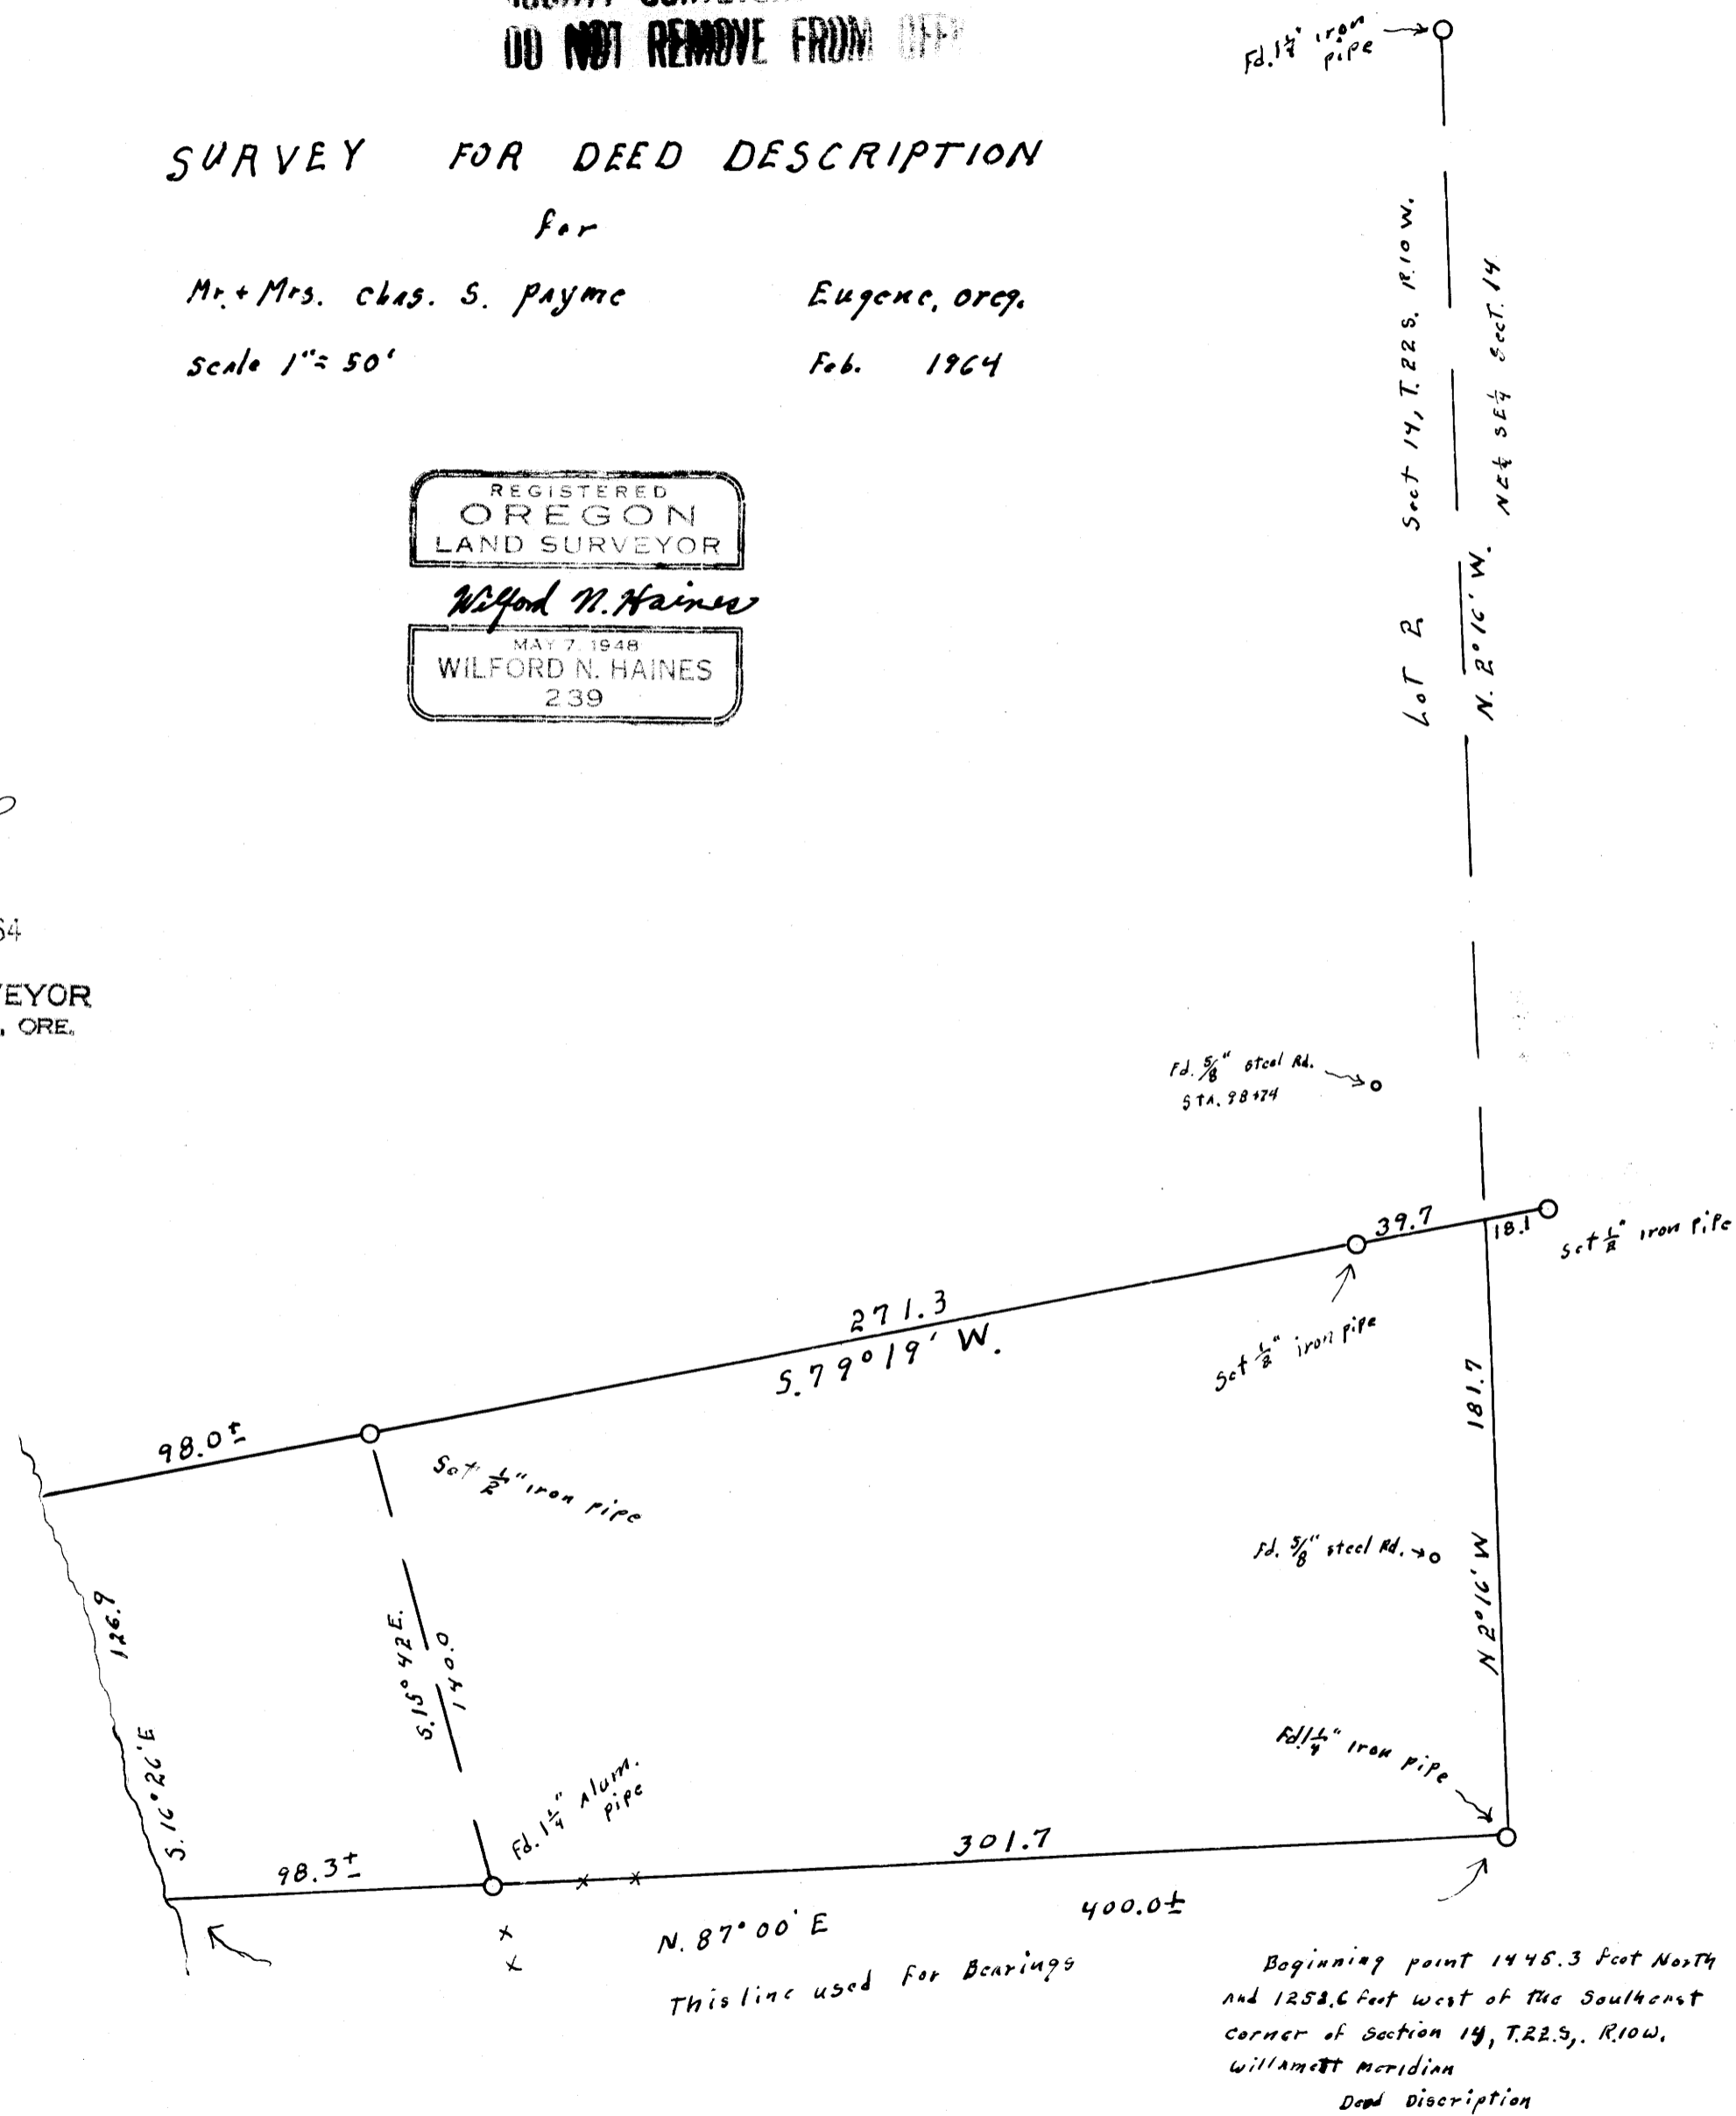 DO NOT REMOVE FROM OFF
SURVEY FOR DEED DESCRIPTION
for
Mr. + Mrs. Chas. S. Payme Eugene, Oreg.
Scale 1" = 50' Feb. 1964
REGISTERED
OREGON
LAND SURVEYOR
Wilford N. Haines
MAY 7, 1948
WILFORD N. HAINES
239
Fd. 1¼" iron
pipe
LOT 2 Sect 14, T. 22 S. R. 10 W.
N. 2° 16' W.
NE¼ SE¼ Sect. 14
64
VEYOR
, ORE.
Fd. 5/8" steel Rd.
STA. 98+74
39.7
18.1
Set ½" iron pipe
Set ½" iron pipe
271.3
S. 79° 19' W.
98.0±
Set ½" iron pipe
181.7
N 2° 16' W
Fd. 5/8" steel Rd.
126.9
S. 16° 26' E
S. 15° 42 E.
140.0
Fd. 1¼" Alum.
pipe
Fd. 1¼" iron pipe
98.3±
301.7
400.0±
N. 87° 00' E
This line used For Bearings
Beginning point 1445.3 feet North
And 1258.6 feet west of the Southeast
corner of Section 14, T.22.S,. R.10W.
Willamett Meridian
Deed Discription